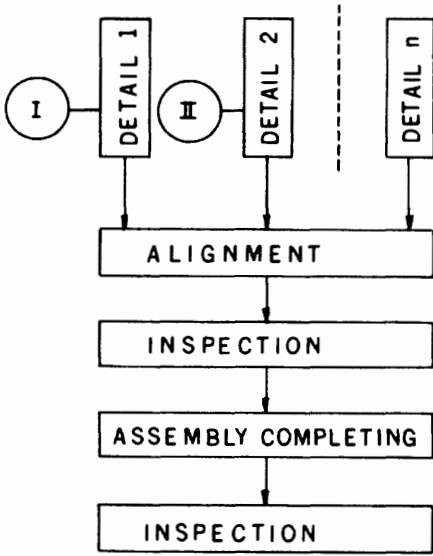 I
DETAIL 1
II
DETAIL 2
DETAIL n
ALIGNMENT
INSPECTION
ASSEMBLY COMPLETING
INSPECTION